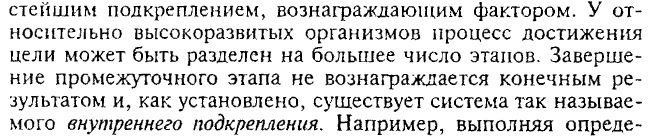 стейшим подкреплением, вознаграждающим фактором. У от-
носительно высокоразвитых организмов процесс достижения
цели может быть разделен на большее число этапов. Заверше-
ние промежуточного этапа не вознаграждается конечным ре-
зультатом и, как установлено, существует система так называе-
мого внутреннего подкрепления. Например, выполняя опреде-